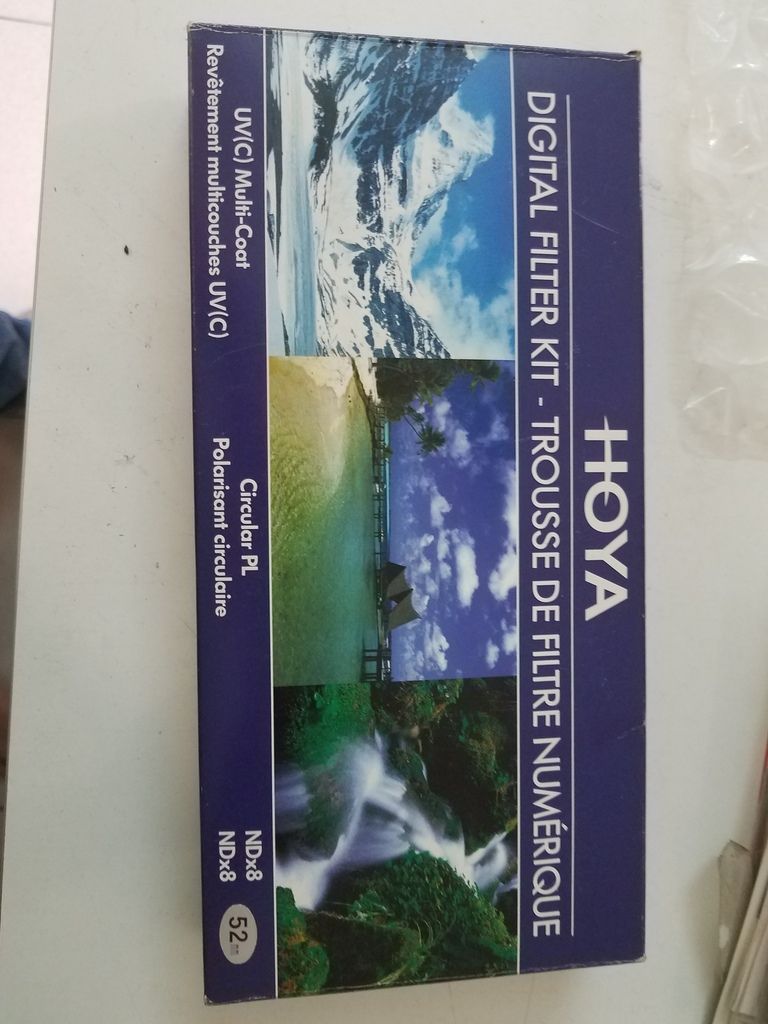 HOYA
DIGITAL FILTER KIT - TROUSSE DE FILTRE NUMÉRIQUE
UV(C) Multi-Coat
Revêtement multicouches UV(C)
Circular PL
Polarisant circulaire
NDx8
NDx8
52mm